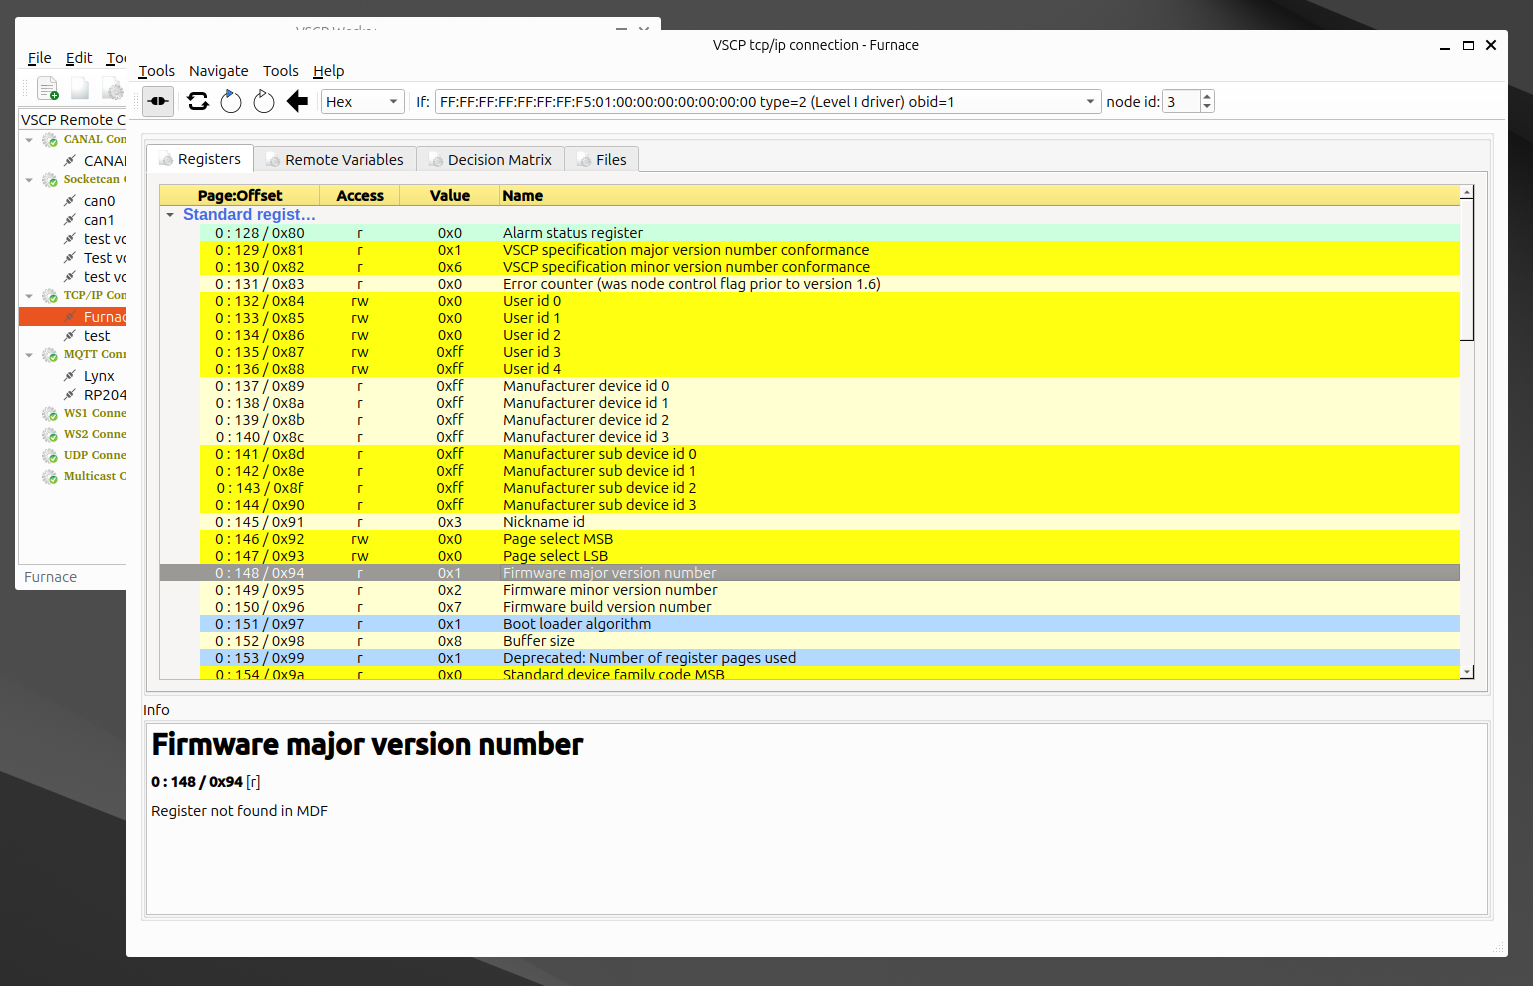 VSCP Works+
File Edit Too
VSCP Remote C
CANAL Con
CANAL
Socketcan C
can0
can1
test vc
Test vc
test vc
TCP/IP Con
Furnac
test
MQTT Conn
Lynx
RP204
WS1 Conne
WS2 Conne
UDP Conne
Multicast C
Furnace
VSCP tcp/ip connection - Furnace
Tools Navigate Tools Help
Hex If: FF:FF:FF:FF:FF:FF:FF:F5:01:00:00:00:00:00:00:00 type=2 (Level I driver) obid=1 node id: 3
Registers Remote Variables Decision Matrix Files
Page:Offset Access Value Name
Standard regist...
0 : 128 / 0x80 r 0x0 Alarm status register
0 : 129 / 0x81 r 0x1 VSCP specification major version number conformance
0 : 130 / 0x82 r 0x6 VSCP specification minor version number conformance
0 : 131 / 0x83 r 0x0 Error counter (was node control flag prior to version 1.6)
0 : 132 / 0x84 rw 0x0 User id 0
0 : 133 / 0x85 rw 0x0 User id 1
0 : 134 / 0x86 rw 0x0 User id 2
0 : 135 / 0x87 rw 0xff User id 3
0 : 136 / 0x88 rw 0xff User id 4
0 : 137 / 0x89 r 0xff Manufacturer device id 0
0 : 138 / 0x8a r 0xff Manufacturer device id 1
0 : 139 / 0x8b r 0xff Manufacturer device id 2
0 : 140 / 0x8c r 0xff Manufacturer device id 3
0 : 141 / 0x8d r 0xff Manufacturer sub device id 0
0 : 142 / 0x8e r 0xff Manufacturer sub device id 1
0 : 143 / 0x8f r 0xff Manufacturer sub device id 2
0 : 144 / 0x90 r 0xff Manufacturer sub device id 3
0 : 145 / 0x91 r 0x3 Nickname id
0 : 146 / 0x92 rw 0x0 Page select MSB
0 : 147 / 0x93 rw 0x0 Page select LSB
0 : 148 / 0x94 r 0x1 Firmware major version number
0 : 149 / 0x95 r 0x2 Firmware minor version number
0 : 150 / 0x96 r 0x7 Firmware build version number
0 : 151 / 0x97 r 0x1 Boot loader algorithm
0 : 152 / 0x98 r 0x8 Buffer size
0 : 153 / 0x99 r 0x1 Deprecated: Number of register pages used
0 : 154 / 0x9a r 0x0 Standard device family code MSB
Info
Firmware major version number
0 : 148 / 0x94 [r]
Register not found in MDF